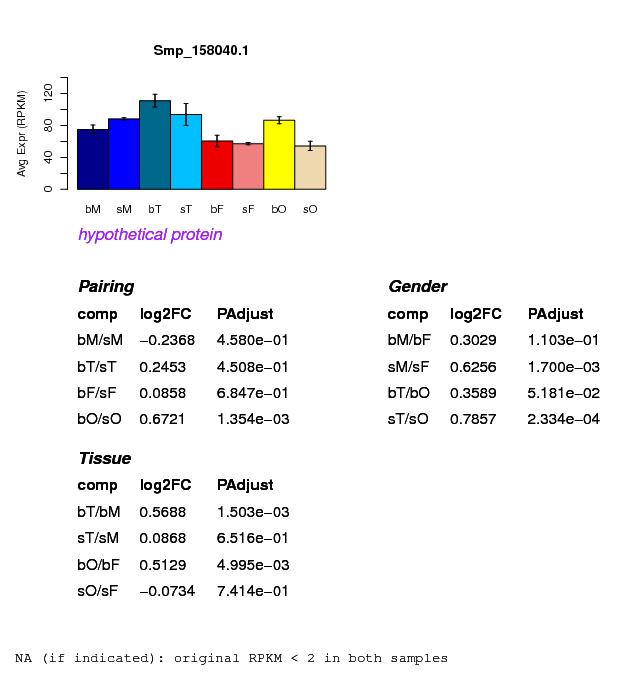 Smp_158040.1
Avg Expr (RPKM)
0 40 80 120
bM sM bT sT bF sF bO sO
hypothetical protein
Pairing
comp log2FC PAdjust
bM/sM −0.2368 4.580e−01
bT/sT 0.2453 4.508e−01
bF/sF 0.0858 6.847e−01
bO/sO 0.6721 1.354e−03
Gender
comp log2FC PAdjust
bM/bF 0.3029 1.103e−01
sM/sF 0.6256 1.700e−03
bT/bO 0.3589 5.181e−02
sT/sO 0.7857 2.334e−04
Tissue
comp log2FC PAdjust
bT/bM 0.5688 1.503e−03
sT/sM 0.0868 6.516e−01
bO/bF 0.5129 4.995e−03
sO/sF −0.0734 7.414e−01
NA (if indicated): original RPKM < 2 in both samples